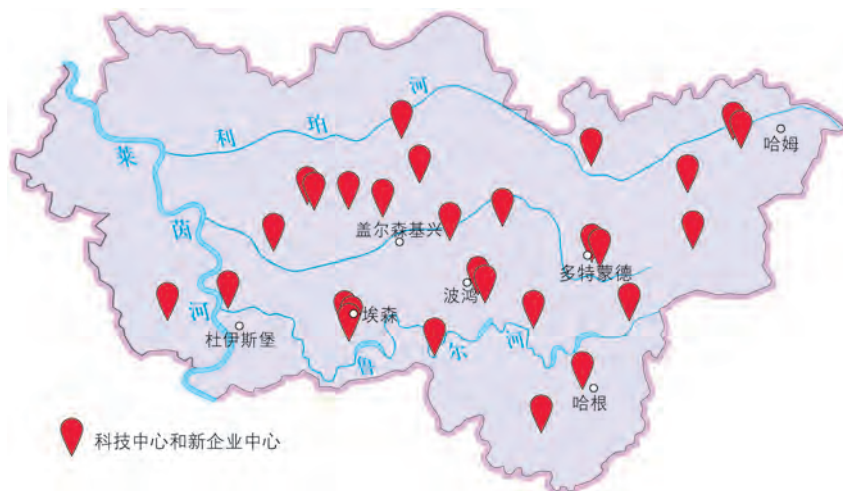 利珀河
莱茵河
鲁尔河
哈姆
盖尔森基兴
多特蒙德
波鸿
埃森
杜伊斯堡
哈根
科技中心和新企业中心